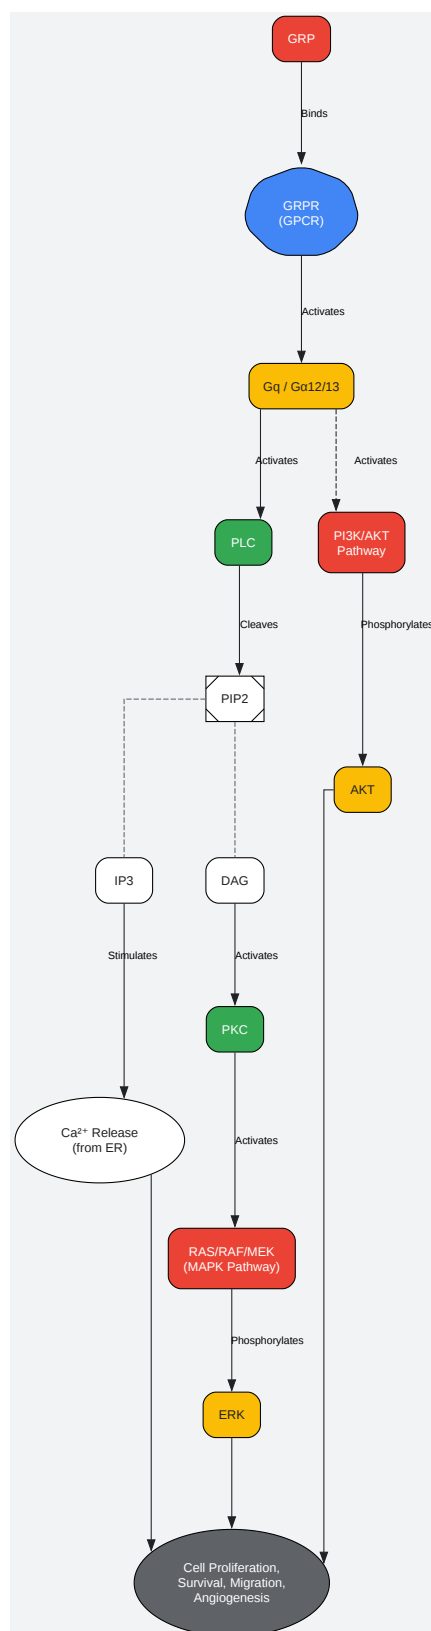 GRP
Binds
GRPR
(GPCR)
Activates
Gq / Gα12/13
Activates
Activates
PLC
PI3K/AKT
Pathway
Cleaves
Phosphorylates
PIP2
AKT
IP3
DAG
Stimulates
Activates
PKC
Ca²⁺ Release
(from ER)
Activates
RAS/RAF/MEK
(MAPK Pathway)
Phosphorylates
ERK
Cell Proliferation,
Survival, Migration,
Angiogenesis